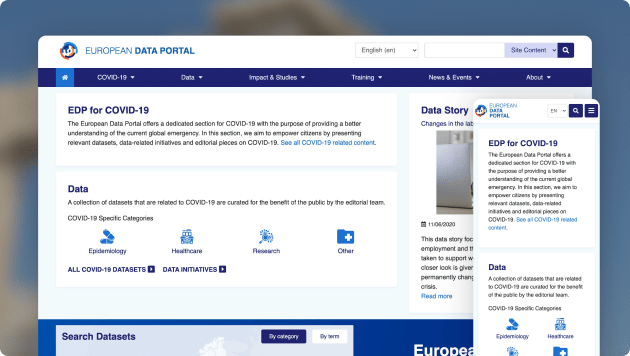 EUROPEAN DATA PORTAL
English (en)
Site Content
COVID-19
Data
Impact & Studies
Training
News & Events
About
EDP for COVID-19
The European Data Portal offers a dedicated section for COVID-19 with the purpose of providing a better
understanding of the current global emergency. In this section, we aim to empower citizens by presenting
relevant datasets, data-related initiatives and editorial pieces on COVID-19. See all COVID-19 related content.
Data
A collection of datasets that are related to COVID-19 are curated for the benefit of the public by the editorial team.
COVID-19 Specific Categories
Epidemiology
Healthcare
Research
Other
ALL COVID-19 DATASETS
DATA INITIATIVES
Data Story
Changes in the lab
11/06/2020
This data story foc
employment and th
taken to support w
closer look is given
permanently chang
crisis.
Read more
Search Datasets
By category
By term
Europea
EUROPEAN
DATA
PORTAL
EN
EDP for COVID-19
The European Data Portal offers a
dedicated section for COVID-19 with
the purpose of providing a better
understanding of the current global
emergency. In this section, we aim to
empower citizens by presenting
relevant datasets, data-related
initiatives and editorial pieces on
COVID-19. See all COVID-19 related
content.
Data
A collection of datasets that are related
to COVID-19 are curated for the benefit
of the public by the editorial team.
COVID-19 Specific Categories
Epidemiology
Healthcare